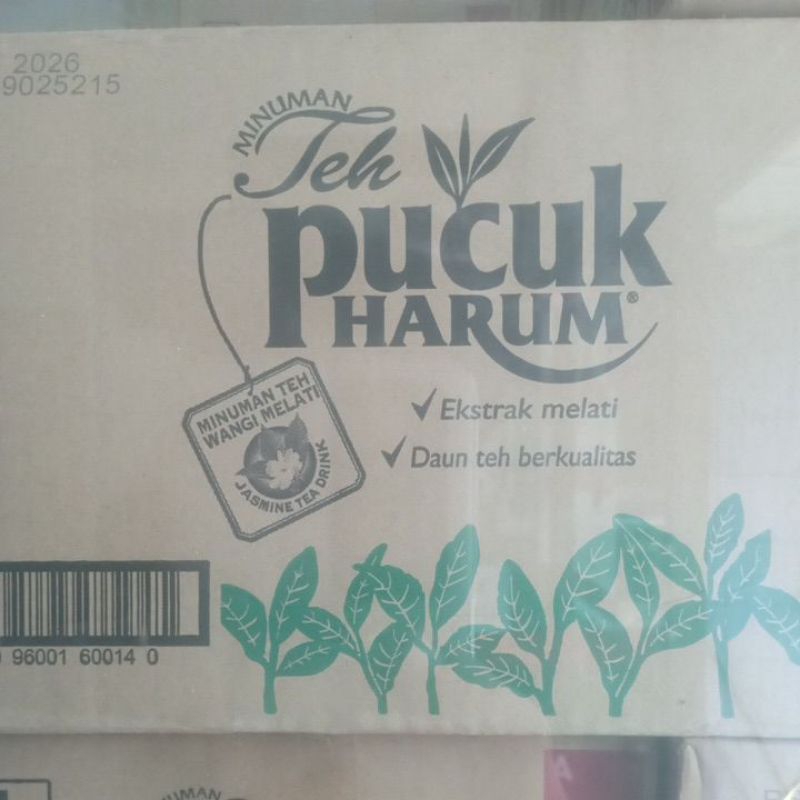 2026
9025215
MINUMAN
Teh
pucuk
HARUM®
MINUMAN TEH
WANGI MELATI
JASMINE TEA DRINK
✓ Ekstrak melati
✓ Daun teh berkualitas
96001 60014 0